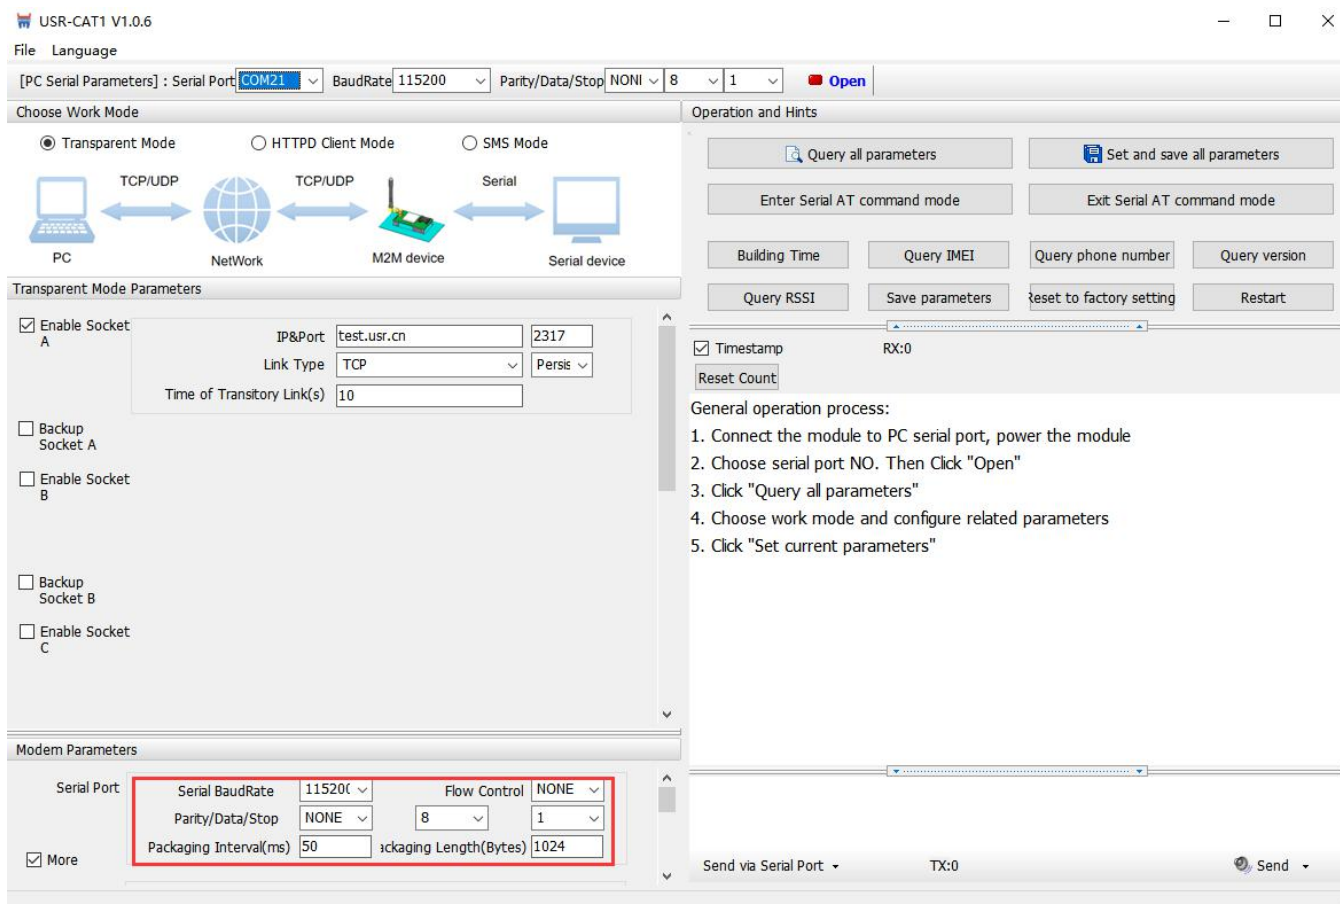 USR-CAT1 V1.0.6
File Language
[PC Serial Parameters] : Serial Port COM21 BaudRate 115200 Parity/Data/Stop NONI 8 1 Open
Choose Work Mode
Transparent Mode HTTPD Client Mode SMS Mode
TCP/UDP TCP/UDP Serial
PC NetWork M2M device Serial device
Transparent Mode Parameters
Enable Socket
A
IP&Port test.usr.cn 2317
Link Type TCP Persis
Time of Transitory Link(s) 10
Backup
Socket A
Enable Socket
B
Backup
Socket B
Enable Socket
C
Modem Parameters
Serial Port
Serial BaudRate 11520( Flow Control NONE
Parity/Data/Stop NONE 8 1
Packaging Interval(ms) 50 ackaging Length(Bytes) 1024
More
Operation and Hints
Query all parameters Set and save all parameters
Enter Serial AT command mode Exit Serial AT command mode
Building Time Query IMEI Query phone number Query version
Query RSSI Save parameters Reset to factory setting Restart
Timestamp RX:0
Reset Count
General operation process:
1. Connect the module to PC serial port, power the module
2. Choose serial port NO. Then Click "Open"
3. Click "Query all parameters"
4. Choose work mode and configure related parameters
5. Click "Set current parameters"
Send via Serial Port TX:0 Send